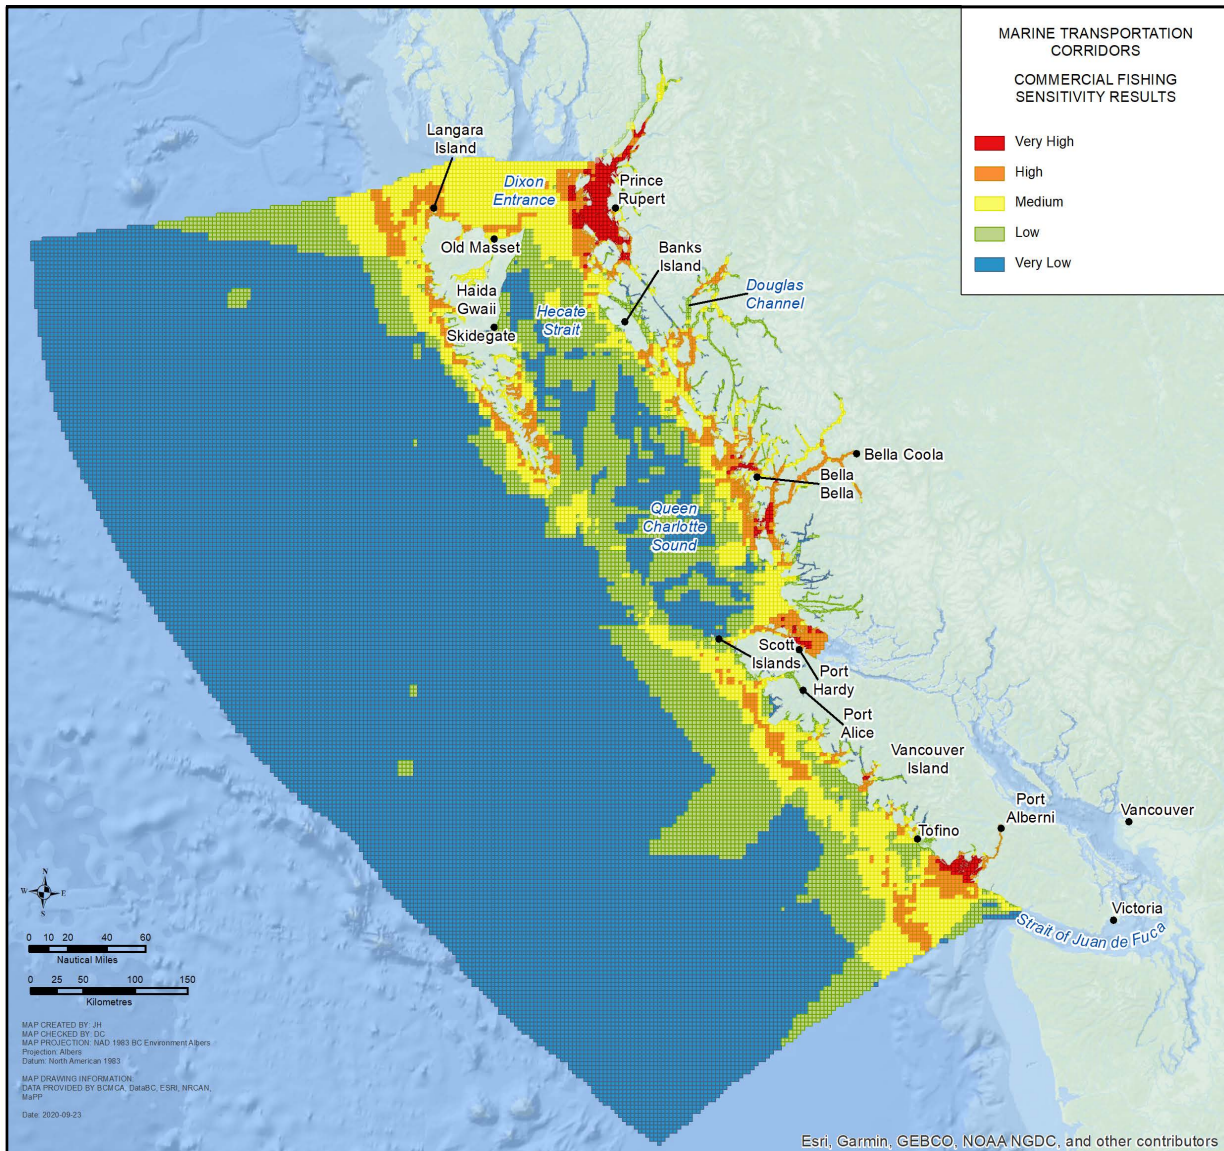 MARINE TRANSPORTATION
CORRIDORS
COMMERCIAL FISHING
SENSITIVITY RESULTS
Very High
High
Medium
Low
Very Low
Langara
Island
Dixon
Entrance
Prince
Rupert
Old Masset
Banks
Island
Haida
Gwaii
Douglas
Channel
Hecate
Strait
Skidegate
Bella Coola
Bella
Bella
Queen
Charlotte
Sound
Scott
Islands
Port
Hardy
Port
Alice
Vancouver
Island
Port
Alberni
Vancouver
Tofino
Victoria
Strait of Juan de Fuca
N
W E
S
0 10 20 40 60
Nautical Miles
0 25 50 100 150
Kilometres
MAP CREATED BY: JH
MAP CHECKED BY: DC
MAP PROJECTION: NAD 1983 BC Environment Albers
Projection: Albers
Datum: North American 1983
MAP DRAWING INFORMATION:
DATA PROVIDED BY BCMCA, DataBC, ESRI, NRCAN,
MaPP
Date: 2020-09-23
Esri, Garmin, GEBCO, NOAA NGDC, and other contributors